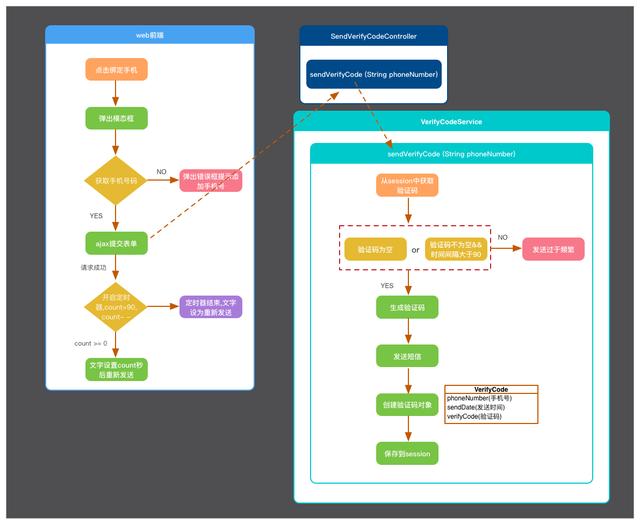 web前端
点击绑定手机
弹出模态框
获取手机号码
NO
弹出错误框提示添
加手机号
YES
ajax提交表单
请求成功
开启定时
器,count=90,
count--
定时器结束,文字
设为重新发送
count >= 0
文字设置count秒
后重新发送
SendVerifyCodeController
sendVerifyCode (String phoneNumber)
VerifyCodeService
sendVerifyCode (String phoneNumber)
从session中获取
验证码
验证码为空
or
验证码不为空&&
时间间隔大于90
NO
发送过于频繁
YES
生成验证码
发送短信
创建验证码对象
VerifyCode
phoneNumber(手机号)
sendDate(发送时间)
verifyCode(验证码)
保存到session